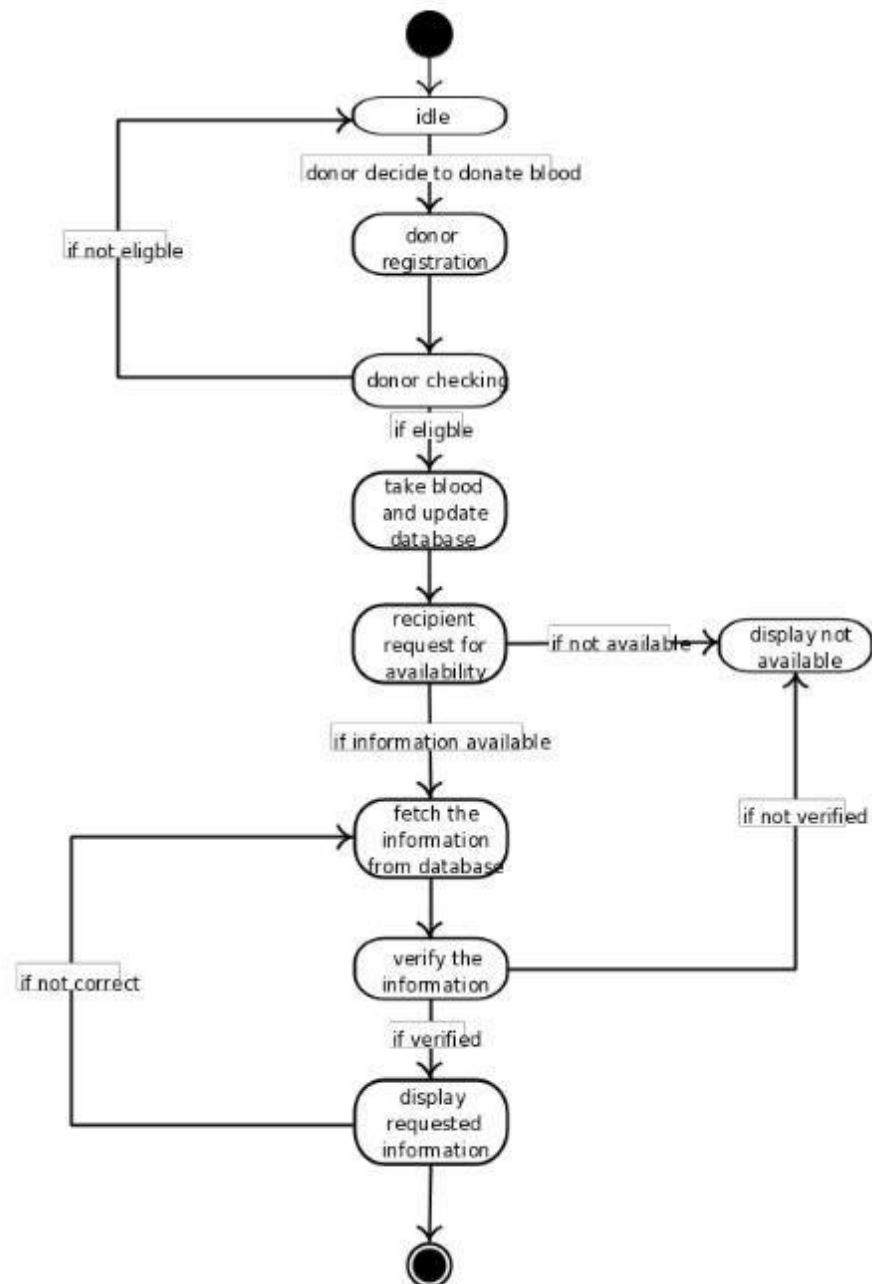 idle
donor decide to donate blood
donor
registration
if not eligble
donor checking
if eligble
take blood
and update
database
recipient
request for
availability
if not available
display not
available
if information available
fetch the
information
from database
if not verified
verify the
information
if not correct
if verified
display
requested
information